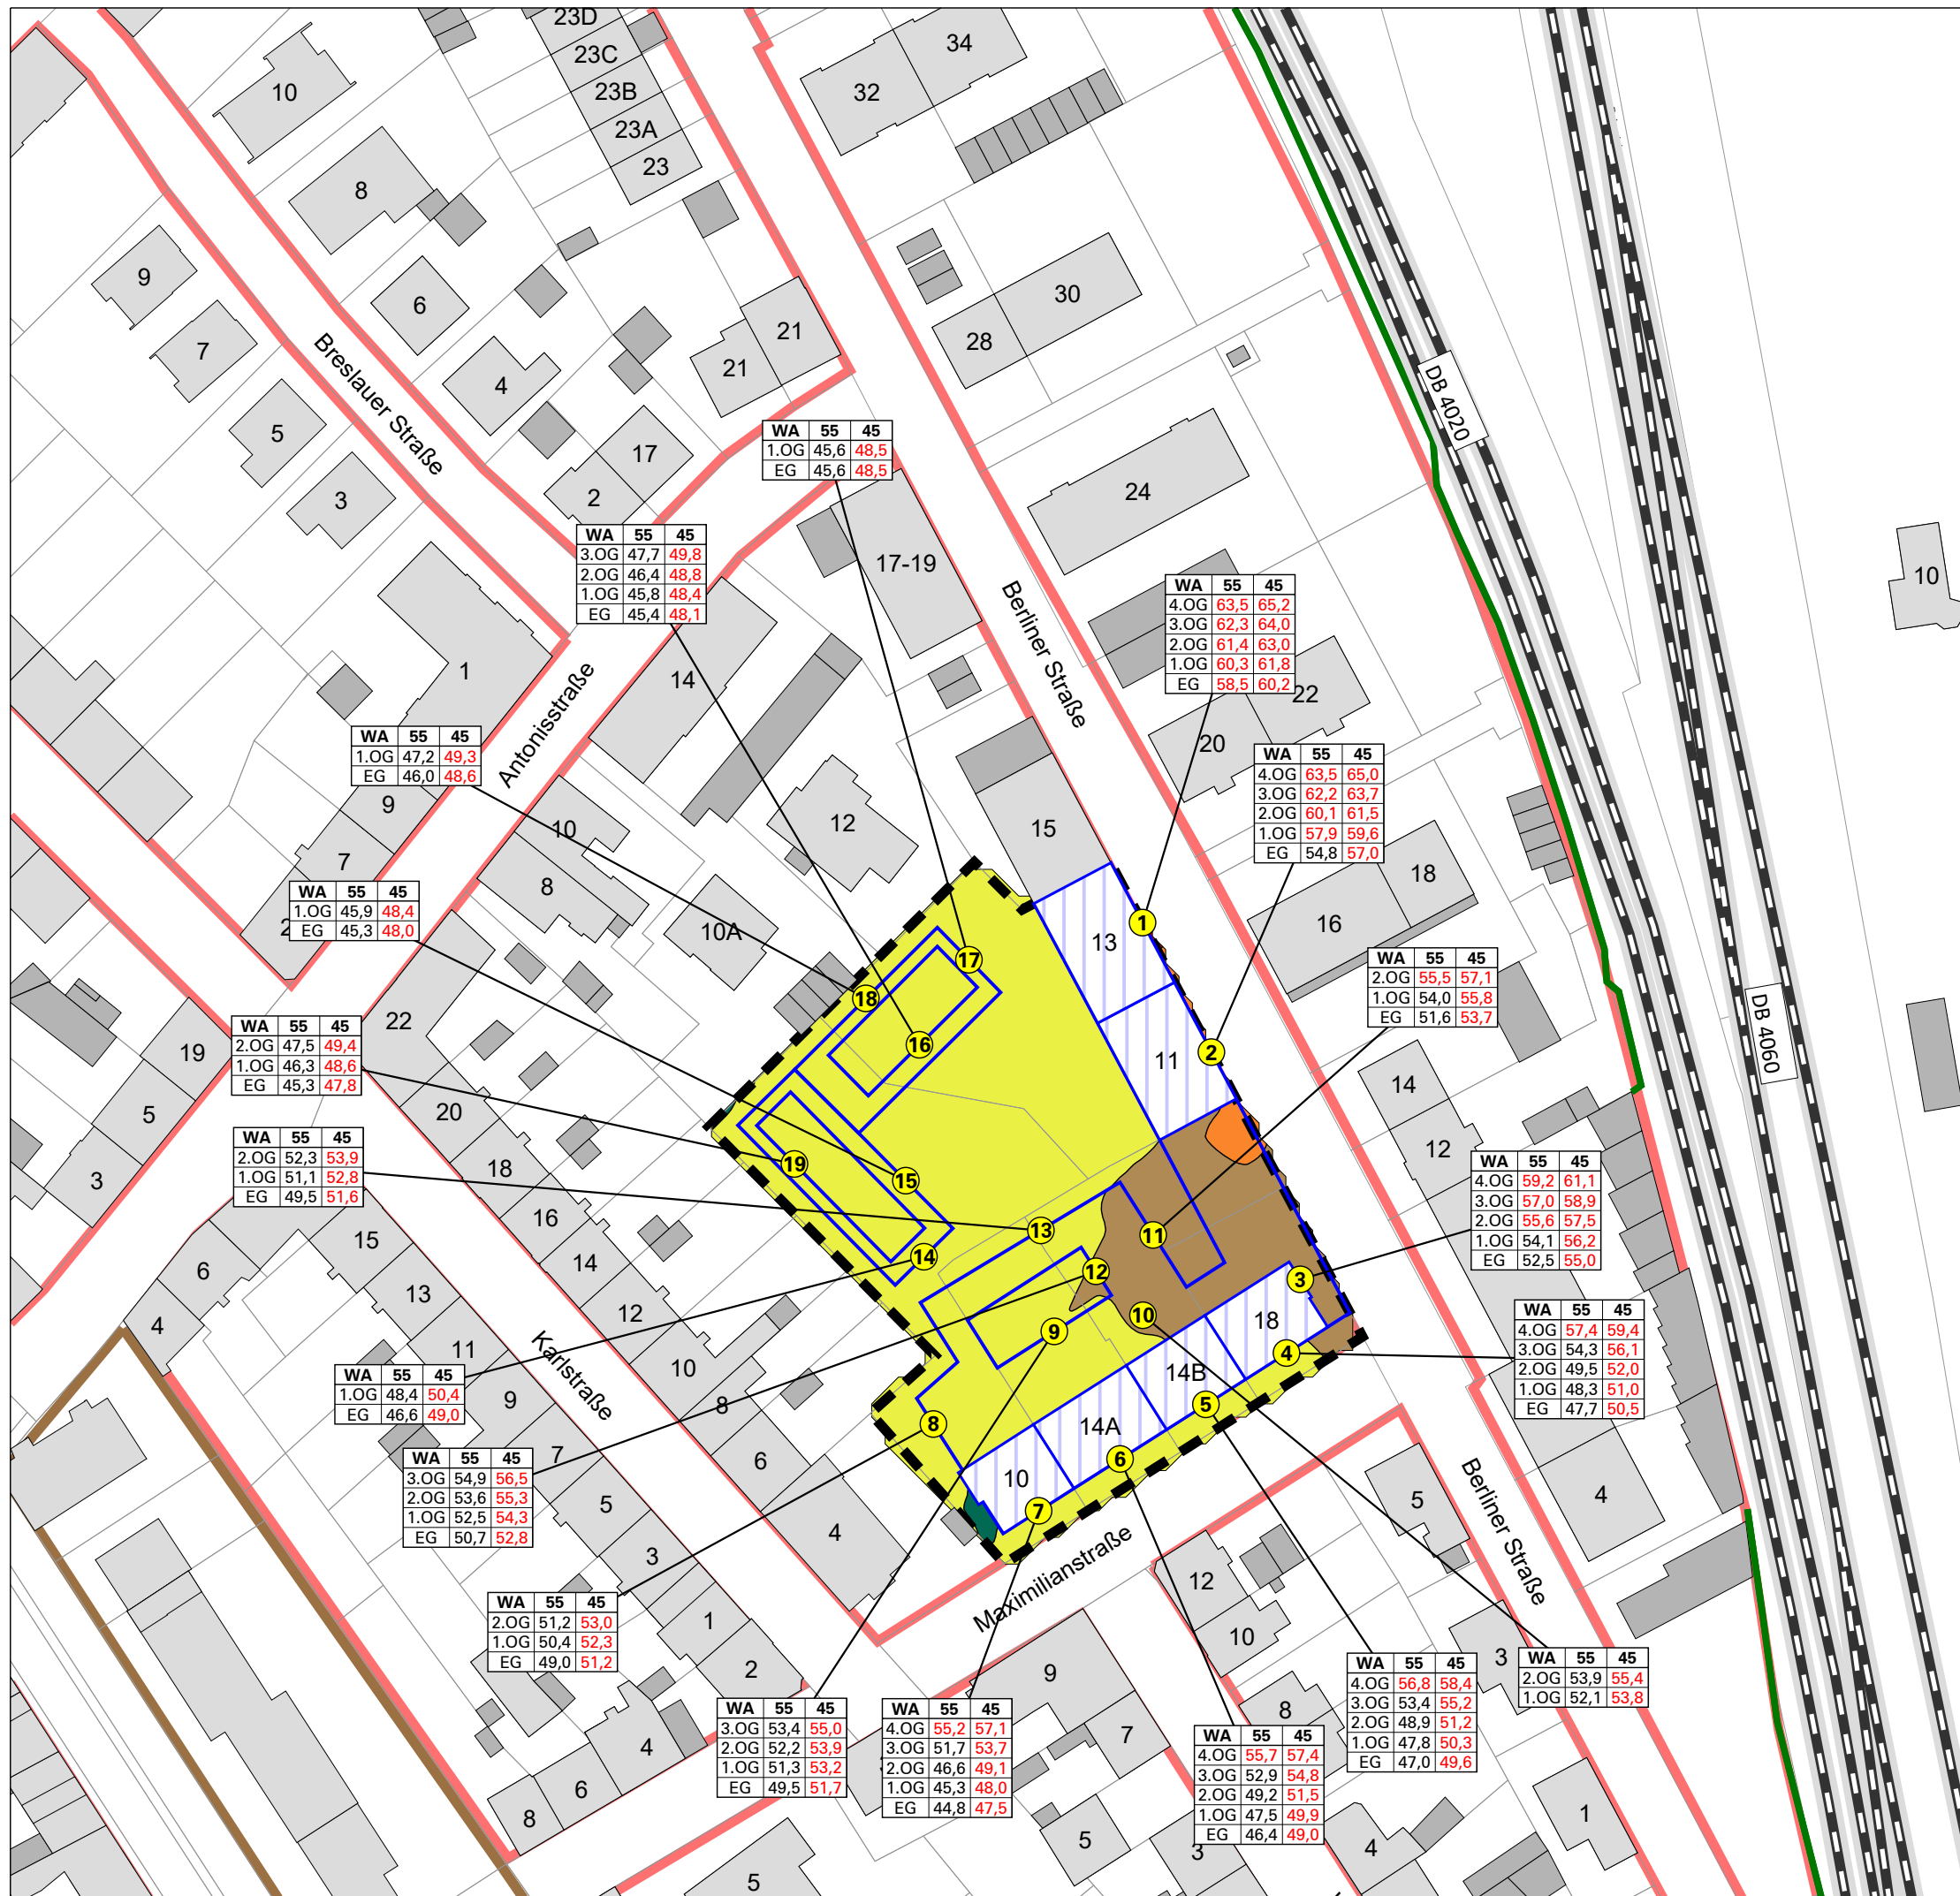 23D
23C
23B
23A
23
34
32
10
8
9
6
7
4
5
3
21
21
17
2
30
28
24
17-19
Breslauer Straße
DB 4020
10
WA 55 45
1.OG 45,6 48,5
EG 45,6 48,5
WA 55 45
3.OG 47,7 49,8
2.OG 46,4 48,8
1.OG 45,8 48,4
EG 45,4 48,1
WA 55 45
4.OG 63,5 65,2
3.OG 62,3 64,0
2.OG 61,4 63,0
1.OG 60,3 61,8
EG 58,5 60,2
Berliner Straße
1
14
22
20
Antonisstraße
WA 55 45
1.OG 47,2 49,3
EG 46,0 48,6
WA 55 45
4.OG 63,5 65,0
3.OG 62,2 63,7
2.OG 60,1 61,5
1.OG 57,9 59,6
EG 54,8 57,0
9
7
10
8
12
15
18
16
10A
WA 55 45
1.OG 45,9 48,4
EG 45,3 48,0
13
1
17
18
16
11
2
WA 55 45
2.OG 55,5 57,1
1.OG 54,0 55,8
EG 51,6 53,7
DB 4060
22
19
5
3
WA 55 45
2.OG 47,5 49,4
1.OG 46,3 48,6
EG 45,3 47,8
20
18
16
14
12
10
8
6
4
14
12
WA 55 45
2.OG 52,3 53,9
1.OG 51,1 52,8
EG 49,5 51,6
19
15
14
13
12
11
10
9
3
4
5
6
7
8
18
14B
14A
10
WA 55 45
4.OG 59,2 61,1
3.OG 57,0 58,9
2.OG 55,6 57,5
1.OG 54,1 56,2
EG 52,5 55,0
WA 55 45
4.OG 57,4 59,4
3.OG 54,3 56,1
2.OG 49,5 52,0
1.OG 48,3 51,0
EG 47,7 50,5
6
4
15
13
11
9
7
5
3
1
2
Karlstraße
WA 55 45
1.OG 48,4 50,4
EG 46,6 49,0
WA 55 45
3.OG 54,9 56,5
2.OG 53,6 55,3
1.OG 52,5 54,3
EG 50,7 52,8
Maximilianstraße
Berliner Straße
5
4
12
10
3
8
WA 55 45
2.OG 51,2 53,0
1.OG 50,4 52,3
EG 49,0 51,2
WA 55 45
3.OG 53,4 55,0
2.OG 52,2 53,9
1.OG 51,3 53,2
EG 49,5 51,7
WA 55 45
4.OG 55,2 57,1
3.OG 51,7 53,7
2.OG 46,6 49,1
1.OG 45,3 48,0
EG 44,8 47,5
WA 55 45
4.OG 55,7 57,4
3.OG 52,9 54,8
2.OG 49,2 51,5
1.OG 47,5 49,9
EG 46,4 49,0
WA 55 45
4.OG 56,8 58,4
3.OG 53,4 55,2
2.OG 48,9 51,2
1.OG 47,8 50,3
EG 47,0 49,6
WA 55 45
2.OG 53,9 55,4
1.OG 52,1 53,8
9
7
4
6
8
5
5
3
4
1